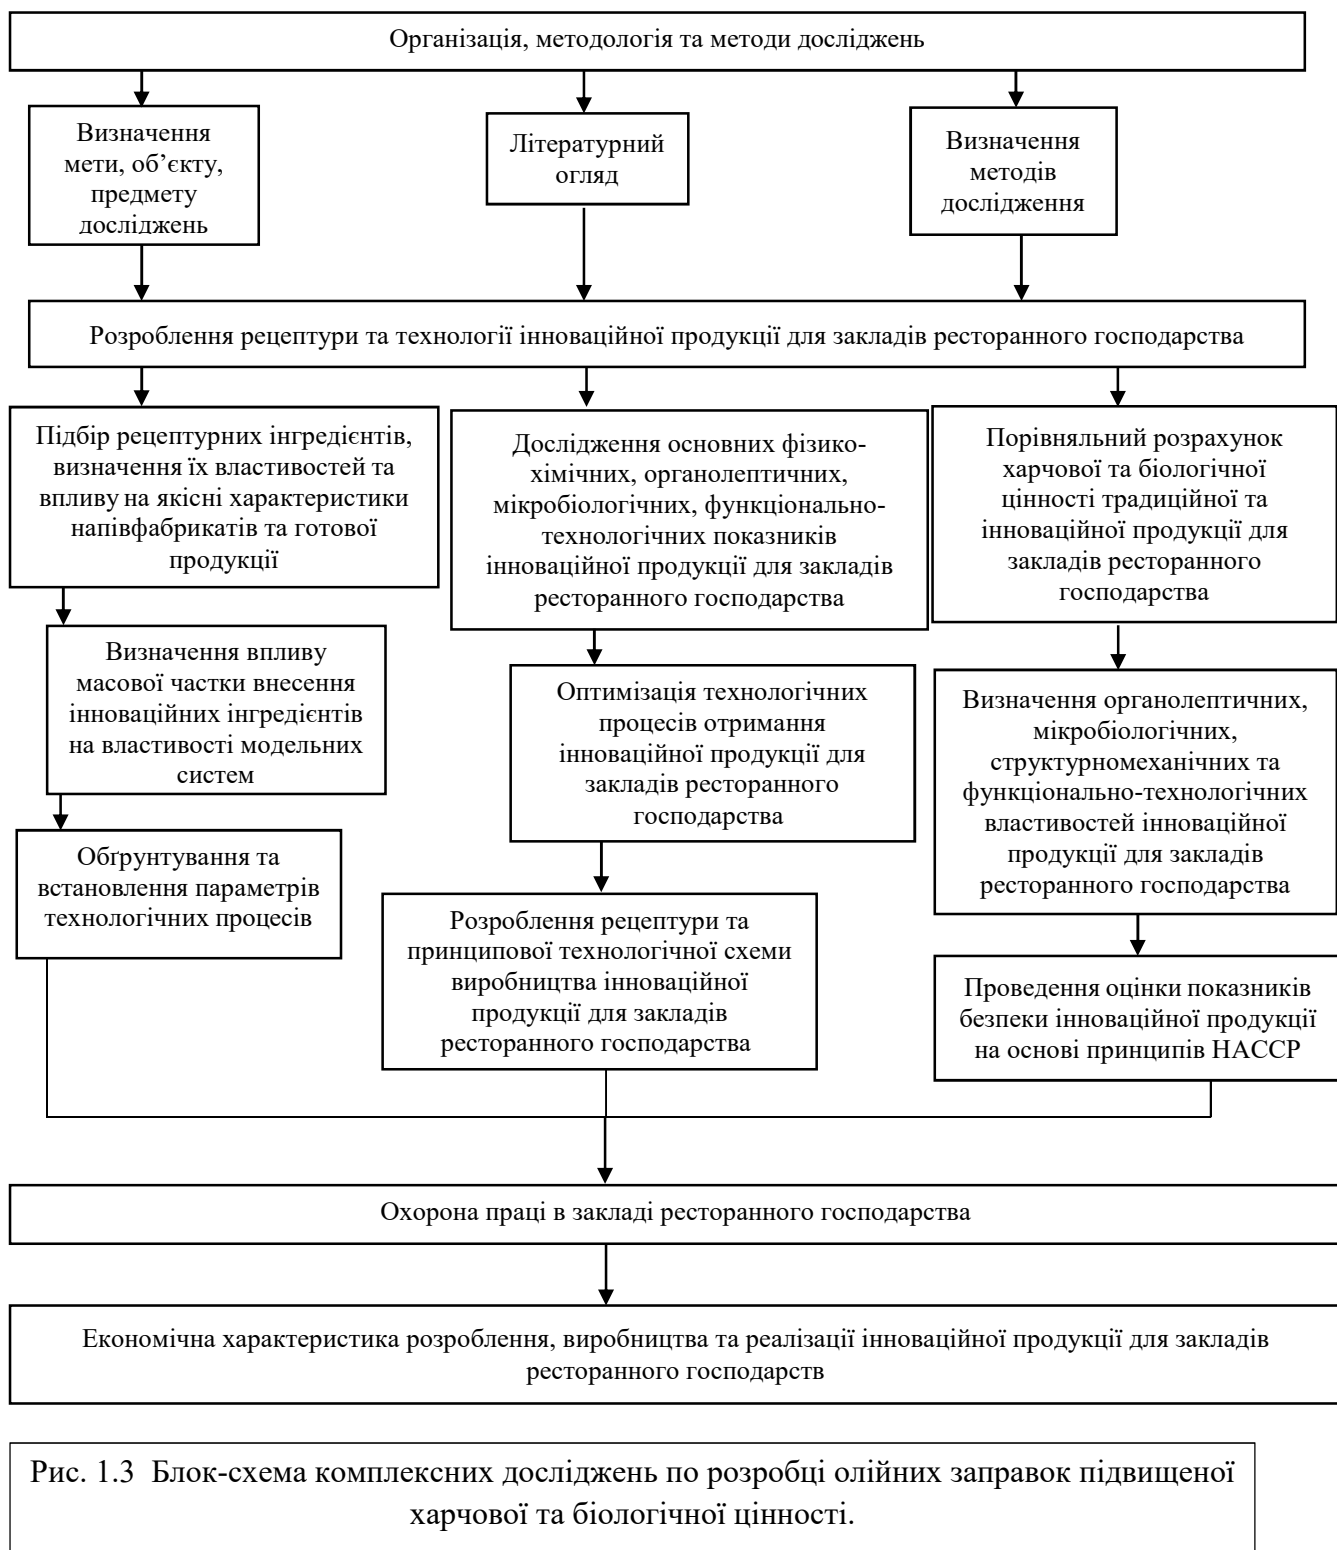 Організація, методологія та методи досліджень
Визначення
мети, об’єкту,
предмету
досліджень
Літературний
огляд
Визначення
методів
дослідження
Розроблення рецептури та технології інноваційної продукції для закладів ресторанного господарства
Підбір рецептурних інгредієнтів,
визначення їх властивостей та
впливу на якісні характеристики
напівфабрикатів та готової
продукції
Дослідження основних фізико-
хімічних, органолептичних,
мікробіологічних, функціонально-
технологічних показників
інноваційної продукції для закладів
ресторанного господарства
Порівняльний розрахунок
харчової та біологічної
цінності традиційної та
інноваційної продукції для
закладів ресторанного
господарства
Визначення впливу
масової частки внесення
інноваційних інгредієнтів
на властивості модельних
систем
Оптимізація технологічних
процесів отримання
інноваційної продукції для
закладів ресторанного
господарства
Визначення органолептичних,
мікробіологічних,
структурномеханічних та
функціонально-технологічних
властивостей інноваційної
продукції для закладів
ресторанного господарства
Обґрунтування та
встановлення параметрів
технологічних процесів
Розроблення рецептури та
принципової технологічної схеми
виробництва інноваційної
продукції для закладів
ресторанного господарства
Проведення оцінки показників
безпеки інноваційної продукції
на основі принципів НАССР
Охорона праці в закладі ресторанного господарства
Економічна характеристика розроблення, виробництва та реалізації інноваційної продукції для закладів
ресторанного господарств
Рис. 1.3 Блок-схема комплексних досліджень по розробці олійних заправок підвищеної
харчової та біологічної цінності.